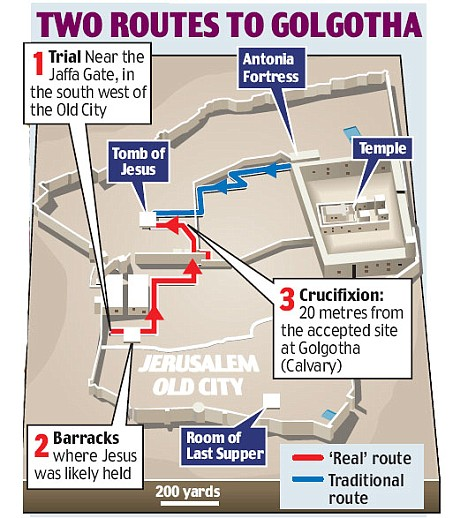 TWO ROUTES TO GOLGOTHA
1 Trial Near the
Jaffa Gate, in
the south west of
the Old City
Antonia
Fortress
Tomb of
Jesus
Temple
3 Crucifixion:
20 metres from
the accepted site
at Golgotha
(Calvary)
JERUSALEM
OLD CITY
2 Barracks
where Jesus
was likely held
Room of
Last Supper
‘Real’ route
Traditional
route
200 yards